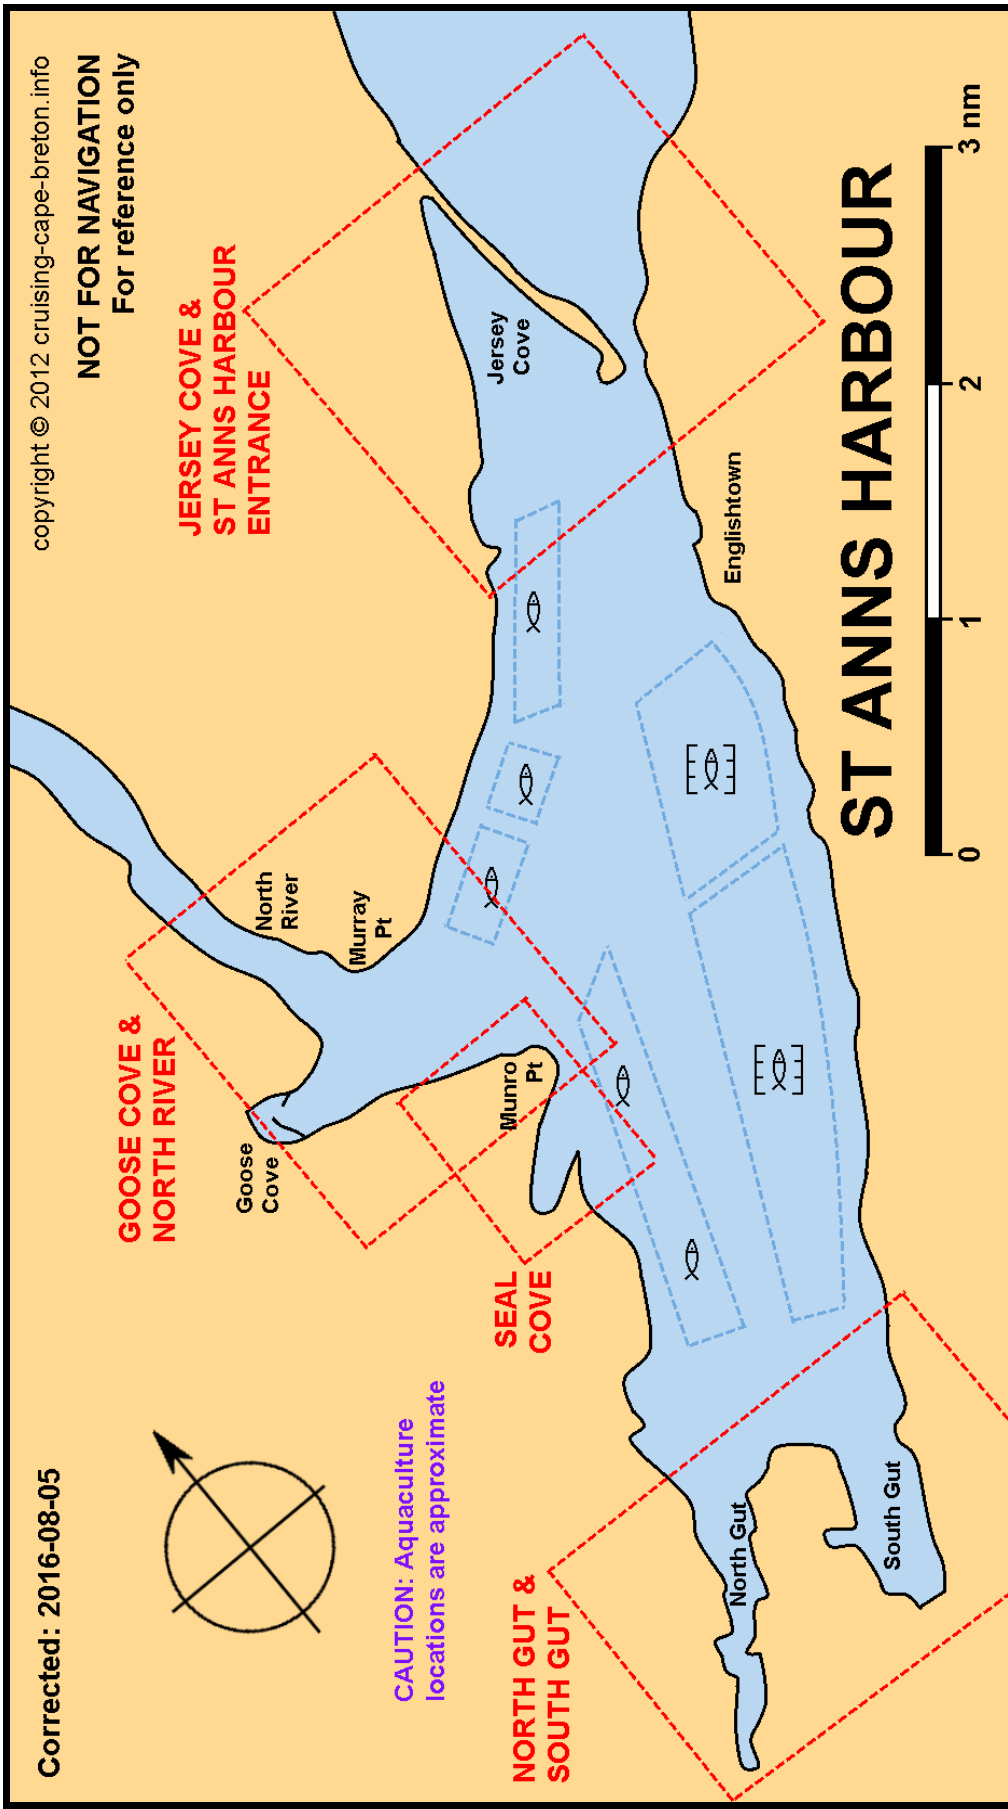 Corrected: 2016-08-05
copyright © 2012 cruising-cape-breton.info
NOT FOR NAVIGATION
For reference only
GOOSE COVE &
NORTH RIVER
JERSEY COVE &
ST ANNS HARBOUR
ENTRANCE
Goose
Cove
North
River
Murray
Pt
CAUTION: Aquaculture
locations are approximate
SEAL
COVE
Munro
Pt
Jersey
Cove
NORTH GUT &
SOUTH GUT
North Gut
South Gut
Englishtown
ST ANNS HARBOUR
0
1
2
3 nm